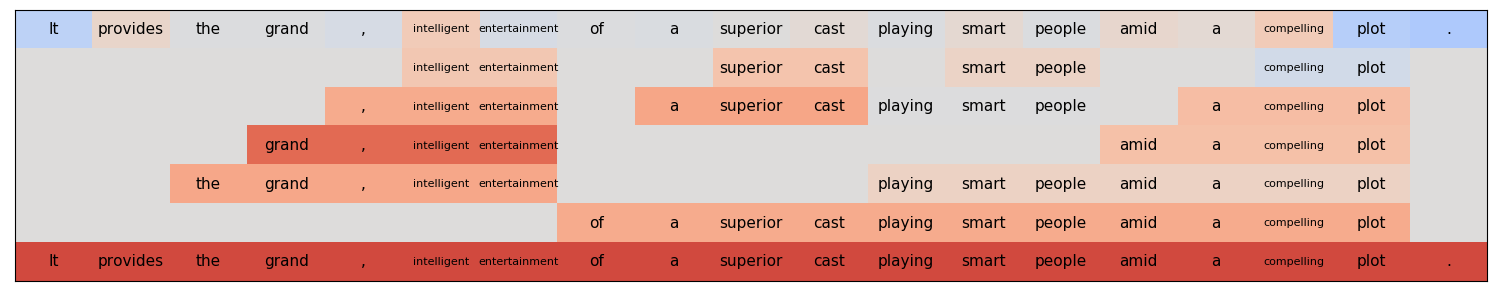 It provides the grand , intelligent entertainment of a superior cast playing smart people amid a compelling plot .
intelligent entertainment superior cast smart people compelling plot
, intelligent entertainment a superior cast playing smart people a compelling plot
grand , intelligent entertainment amid a compelling plot
the grand , intelligent entertainment playing smart people amid a compelling plot
of a superior cast playing smart people amid a compelling plot
It provides the grand , intelligent entertainment of a superior cast playing smart people amid a compelling plot .